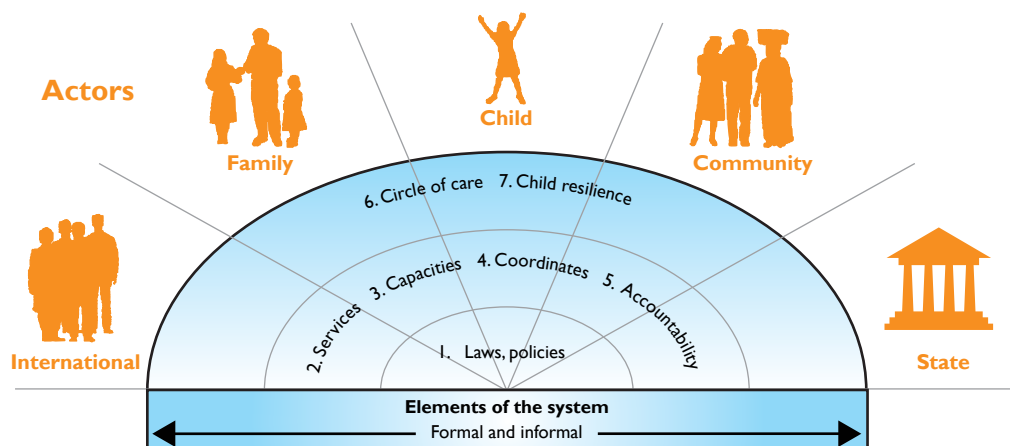 Actors
Child
Family
Community
International
State
6. Circle of care
7. Child resilience
2. Services
3. Capacities
4. Coordinates
5. Accountability
1. Laws, policies
Elements of the system
Formal and informal